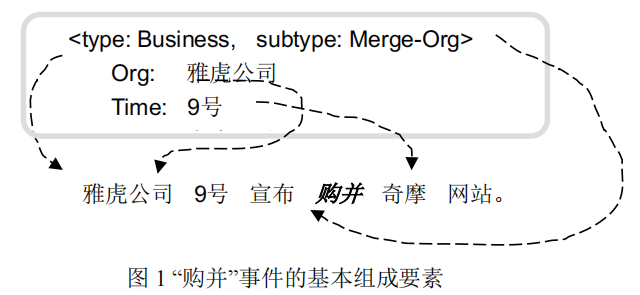 <type: Business, subtype: Merge-Org>
Org: 雅虎公司
Time: 9号
雅虎公司 9号 宣布 购并 奇摩 网站。
图 1 “购并”事件的基本组成要素